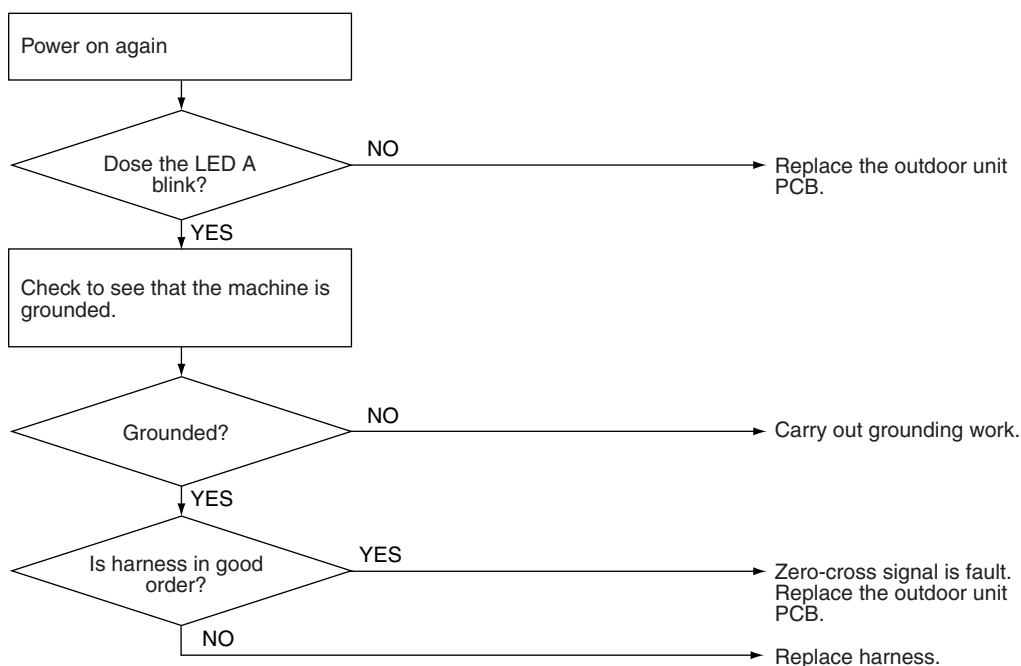 Power on again
Dose the LED A
blink?
NO
Replace the outdoor unit
PCB.
YES
Check to see that the machine is
grounded.
Grounded?
NO
Carry out grounding work.
YES
Is harness in good
order?
YES
Zero-cross signal is fault.
Replace the outdoor unit
PCB.
NO
Replace harness.